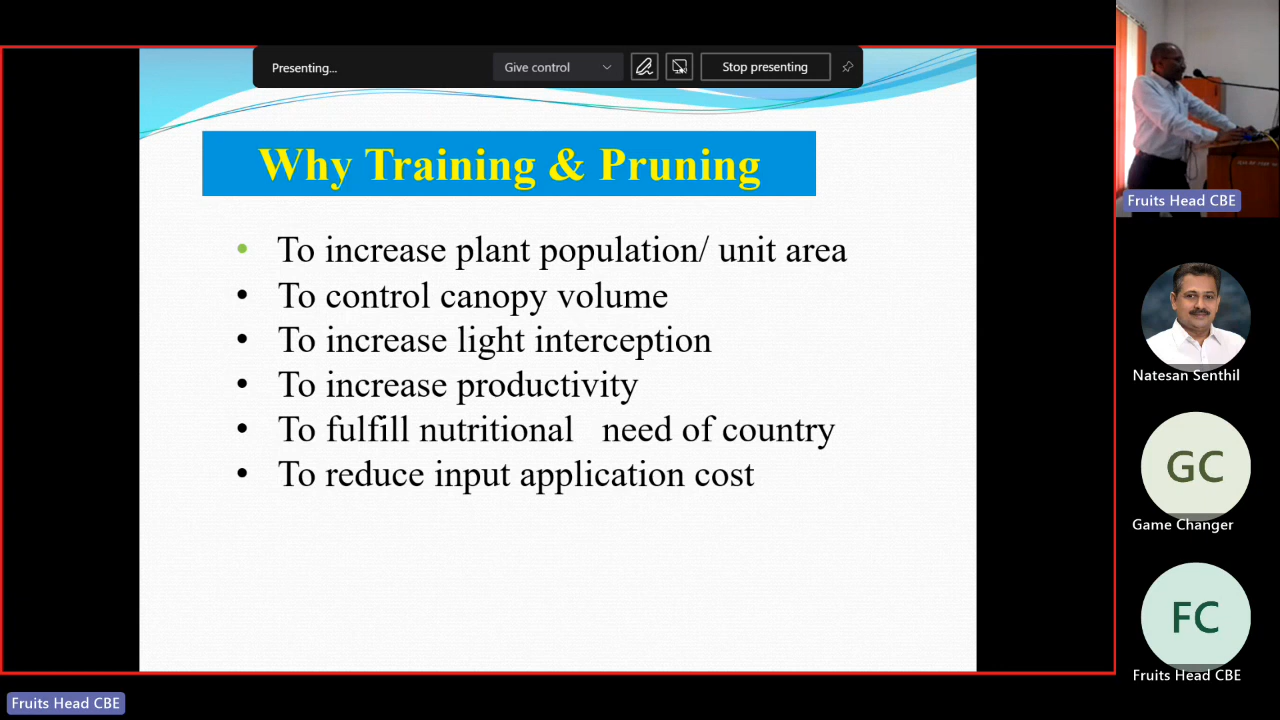 Presenting...
Give control
Stop presenting
Why Training & Pruning
• To increase plant population/ unit area
• To control canopy volume
• To increase light interception
• To increase productivity
• To fulfill nutritional need of country
• To reduce input application cost
Fruits Head CBE
Natesan Senthil
GC
Game Changer
FC
Fruits Head CBE
Fruits Head CBE